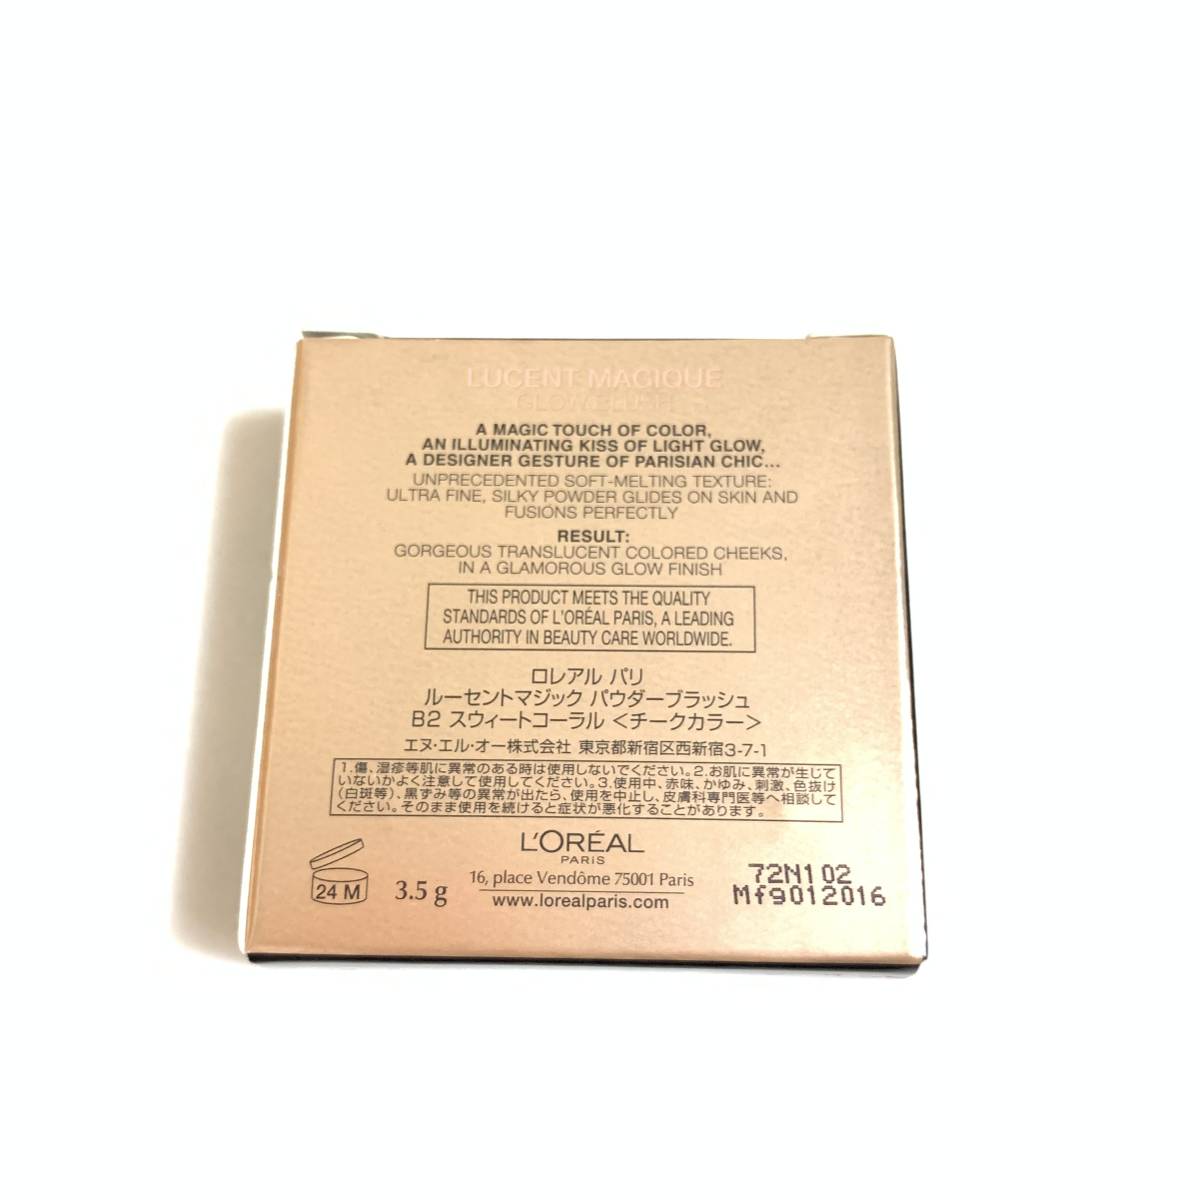 LUCENT MAGIQUE
GLOW BLUSH
A MAGIC TOUCH OF COLOR,
AN ILLUMINATING KISS OF LIGHT GLOW,
A DESIGNER GESTURE OF PARISIAN CHIC...
UNPRECEDENTED SOFT-MELTING TEXTURE:
ULTRA FINE, SILKY POWDER GLIDES ON SKIN AND
FUSIONS PERFECTLY
RESULT:
GORGEOUS TRANSLUCENT COLORED CHEEKS,
IN A GLAMOROUS GLOW FINISH
THIS PRODUCT MEETS THE QUALITY
STANDARDS OF L'ORÉAL PARIS, A LEADING
AUTHORITY IN BEAUTY CARE WORLDWIDE.
ロレアル パリ
ルーセントマジック パウダーブラッシュ
B2 スウィートコーラル <チークカラー>
エヌ・エル・オー株式会社 東京都新宿区西新宿3-7-1
1.傷、湿疹等肌に異常のある時は使用しないでください。2.お肌に異常が生じて
いないかよく注意して使用してください。3.使用中、赤味、かゆみ、刺激、色抜け
(白斑等)、黒ずみ等の異常が出たら、使用を中止し、皮膚科専門医等へ相談して
ください。そのまま使用を続けると症状が悪化することがあります。
L'ORÉAL
PARIS
16, place Vendôme 75001 Paris
www.lorealparis.com
24 M
3.5 g
72N102
Mf9012016